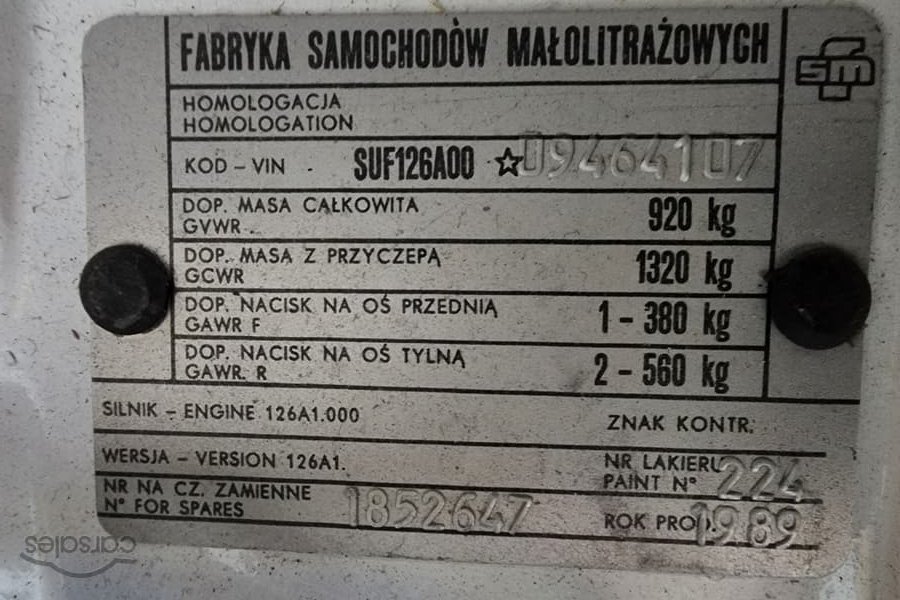 FABRYKA SAMOCHODÓW MAŁOLITRAŻOWYCH
FSM
HOMOLOGACJA
HOMOLOGATION
KOD - VIN SUF126A00 ☆09464107
DOP. MASA CAŁKOWITA
GVWR
920 kg
DOP. MASA Z PRZYCZEPĄ
GCWR
1320 kg
DOP. NACISK NA OŚ PRZEDNIĄ
GAWR F
1 - 380 kg
DOP. NACISK NA OŚ TYLNĄ
GAWR. R
2 - 560 kg
SILNIK - ENGINE 126A1.000
ZNAK KONTR.
WERSJA - VERSION 126A1.
NR LAKIERU
PAINT N° 224
NR NA CZ. ZAMIENNE
N° FOR SPARES
1852647
ROK PROD. 1989
carsales